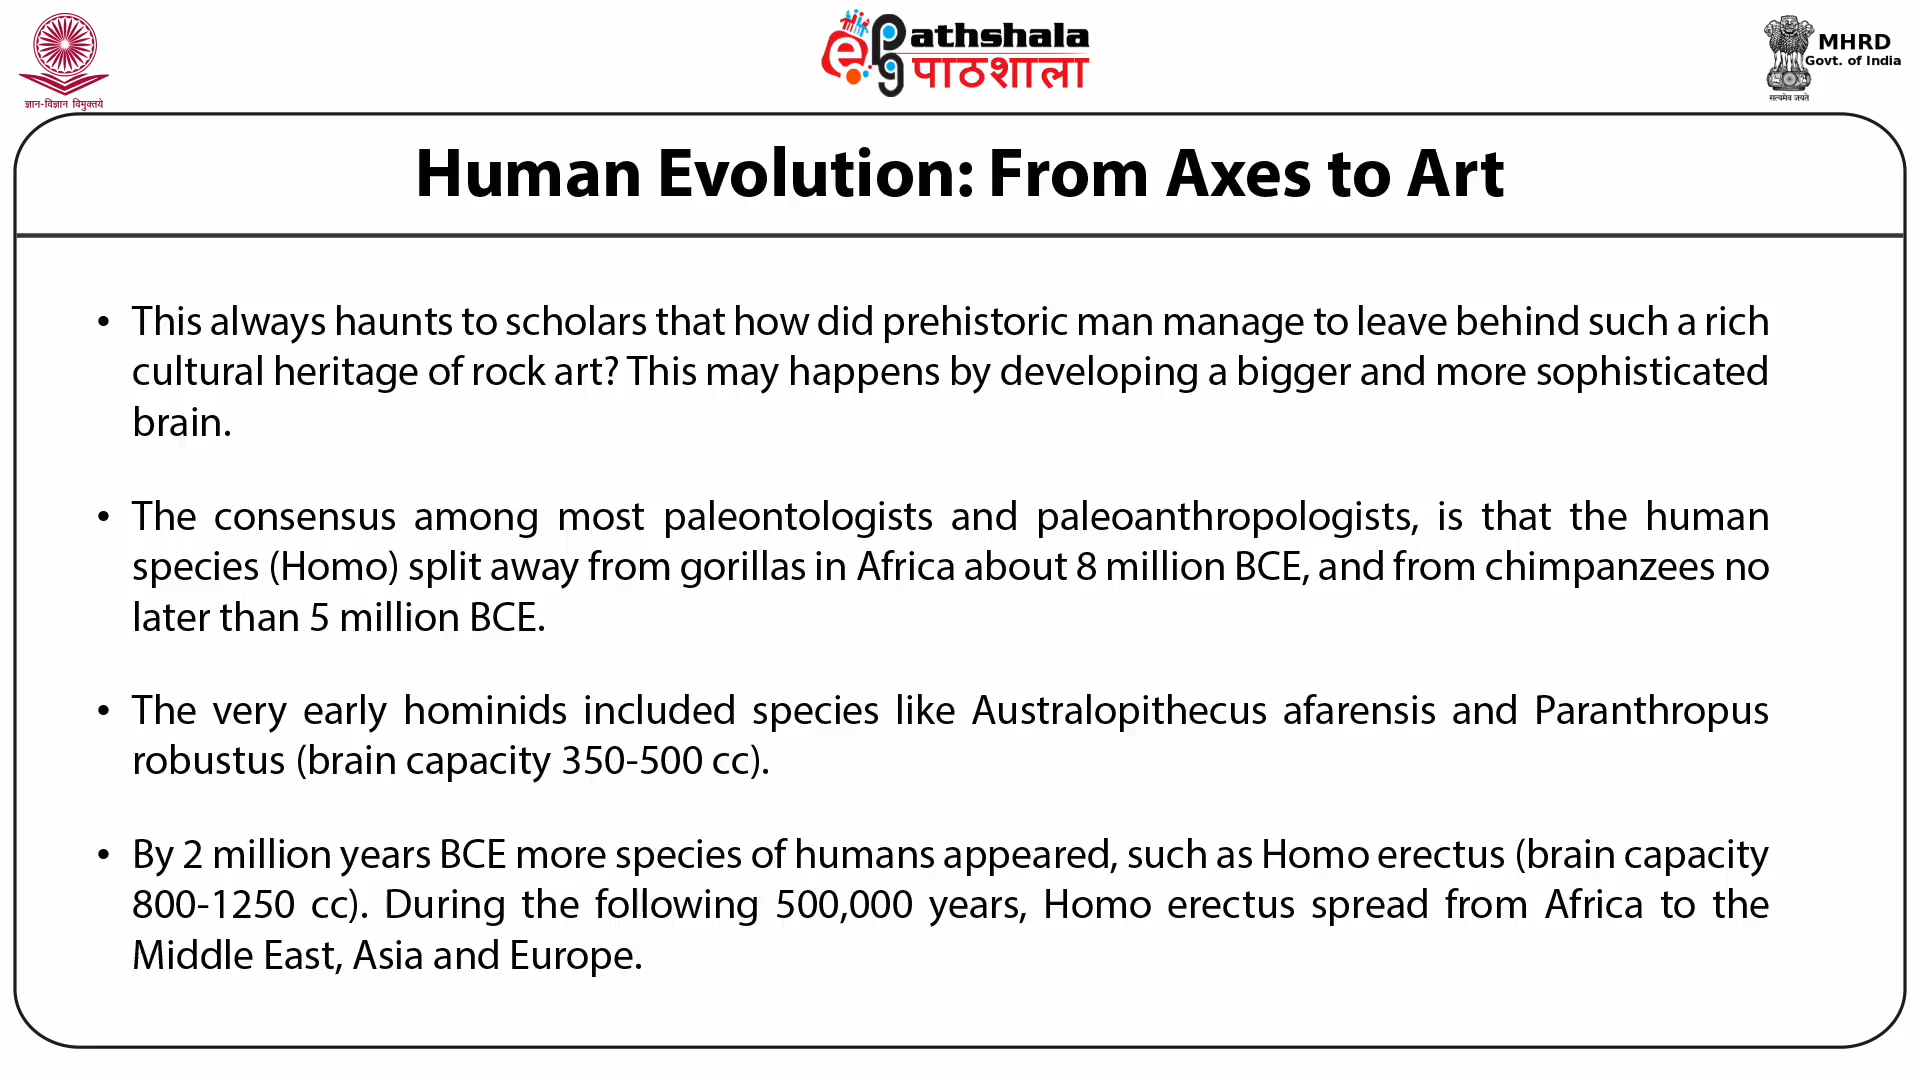 ज्ञान-विज्ञान विमुक्तये
ePG athshala
पाठशाला
MHRD
Govt. of India
सत्यमेव जयते
Human Evolution: From Axes to Art
• This always haunts to scholars that how did prehistoric man manage to leave behind such a rich
cultural heritage of rock art? This may happens by developing a bigger and more sophisticated
brain.
• The consensus among most paleontologists and paleoanthropologists, is that the human
species (Homo) split away from gorillas in Africa about 8 million BCE, and from chimpanzees no
later than 5 million BCE.
• The very early hominids included species like Australopithecus afarensis and Paranthropus
robustus (brain capacity 350-500 cc).
• By 2 million years BCE more species of humans appeared, such as Homo erectus (brain capacity
800-1250 cc). During the following 500,000 years, Homo erectus spread from Africa to the
Middle East, Asia and Europe.